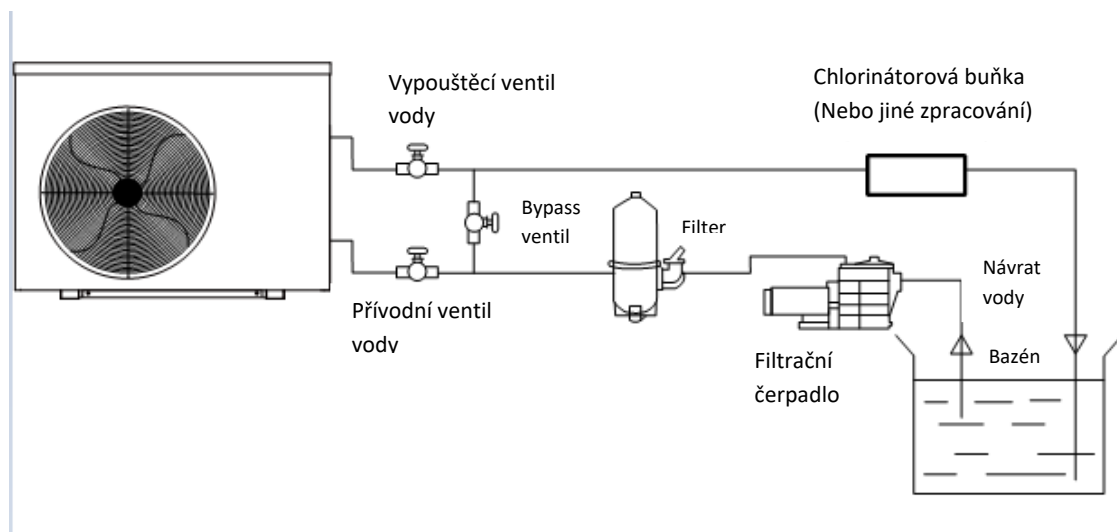 Vypouštěcí ventil
vody
Chlorinátorová buňka
(Nebo jiné zpracování)
Bypass
ventil
Filter
Přívodní ventil
vody
Filtrační
čerpadlo
Návrat
vody
Bazén